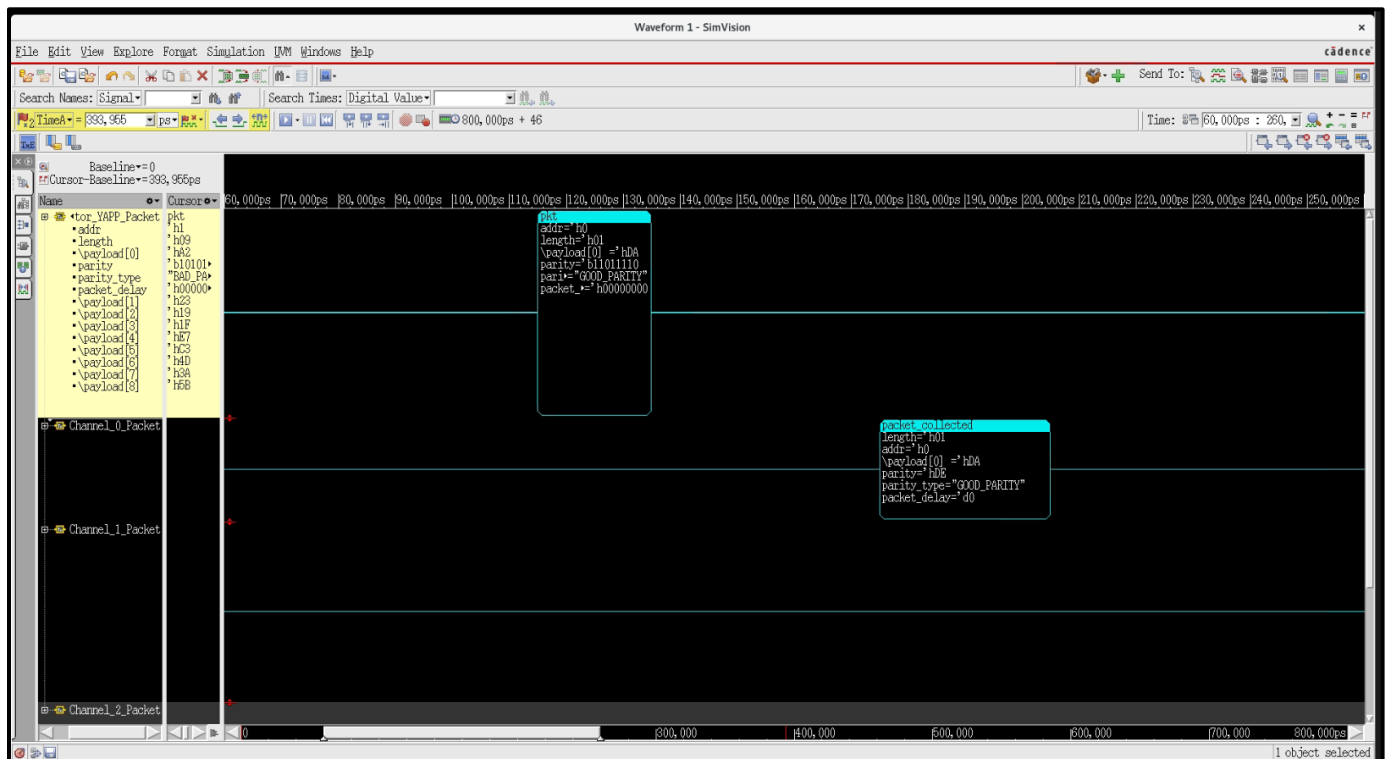 Waveform 1 - SimVision
File Edit View Explore Format Simulation UVM Windows Help
cādence
Send To:
Search Names: Signal
Search Times: Digital Value
TimeA = 393,955 ps
800,000ps + 46
Time: 60,000ps : 260,
Baseline=0
Cursor-Baseline=393,955ps
Name Cursor
60,000ps 70,000ps 80,000ps 90,000ps 100,000ps 110,000ps 120,000ps 130,000ps 140,000ps 150,000ps 160,000ps 170,000ps 180,000ps 190,000ps 200,000ps 210,000ps 220,000ps 230,000ps 240,000ps 250,000ps
tor_YAPP_Packet pkt
addr 'h1
length 'h09
\payload[0] 'hA2
parity 'b10101
parity_type "BAD_PA
packet_delay 'h00000
\payload[1] 'h23
\payload[2] 'h19
\payload[3] 'h1F
\payload[4] 'hE7
\payload[5] 'hC3
\payload[6] 'h4D
\payload[7] 'h3A
\payload[8] 'h5B
pkt
addr='h0
length='h01
\payload[0] ='hDA
parity='b11011110
pari="GOOD_PARITY"
packet_='h00000000
Channel_0_Packet
packet_collected
length='h01
addr='h0
\payload[0] ='hDA
parity='hDE
parity_type="GOOD_PARITY"
packet_delay='d0
Channel_1_Packet
Channel_2_Packet
0 300,000 400,000 500,000 600,000 700,000 800,000ps
1 object selected